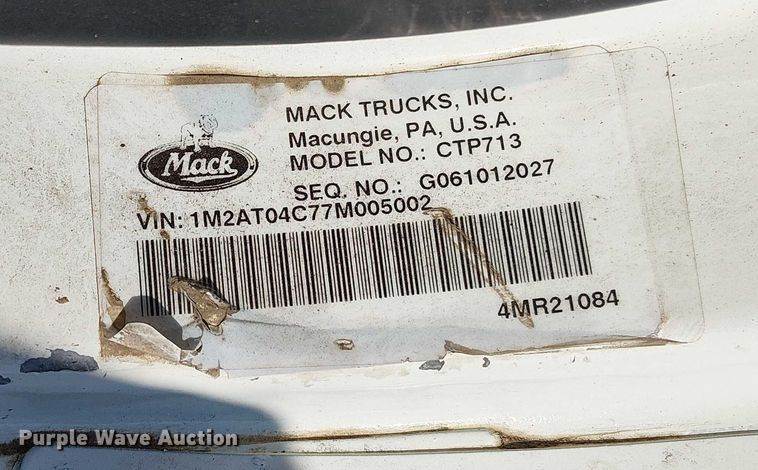 MACK TRUCKS, INC.
Macungie, PA, U.S.A.
MODEL NO.: CTP713
SEQ. NO.: G061012027
Mack
VIN: 1M2AT04C77M005002
4MR21084
Purple Wave Auction